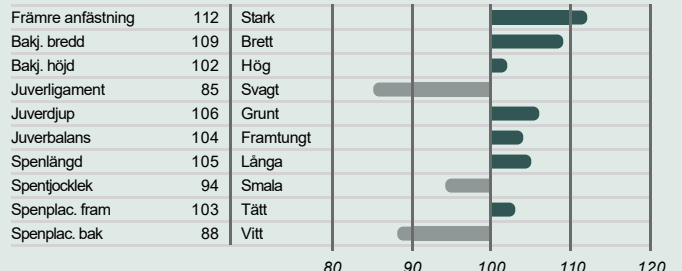 Främre anfästning 112 Stark
Bakj. bredd 109 Brett
Bakj. höjd 102 Hög
Juverligament 85 Svagt
Juverdjup 106 Grunt
Juverbalans 104 Framtungt
Spenlängd 105 Långa
Spentjocklek 94 Smala
Spenplac. fram 103 Tätt
Spenplac. bak 88 Vitt
80 90 100 110 120